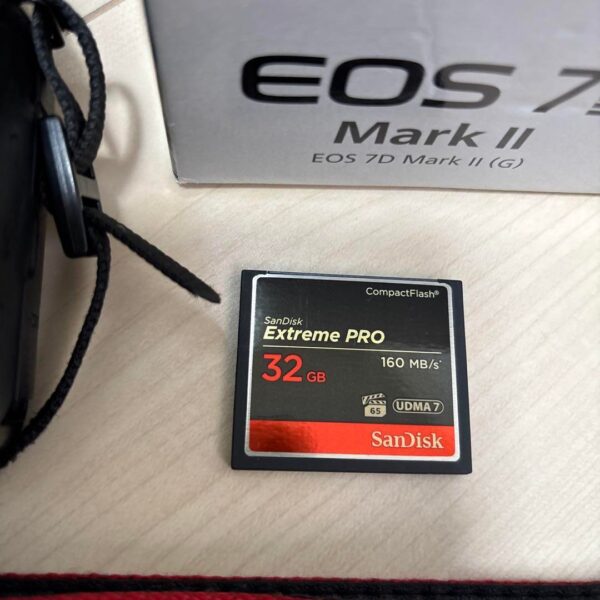 EOS 7
Mark II
EOS 7D Mark II (G)
CompactFlash®
SanDisk
Extreme PRO
32 GB
160 MB/s*
65
UDMA 7
SanDisk